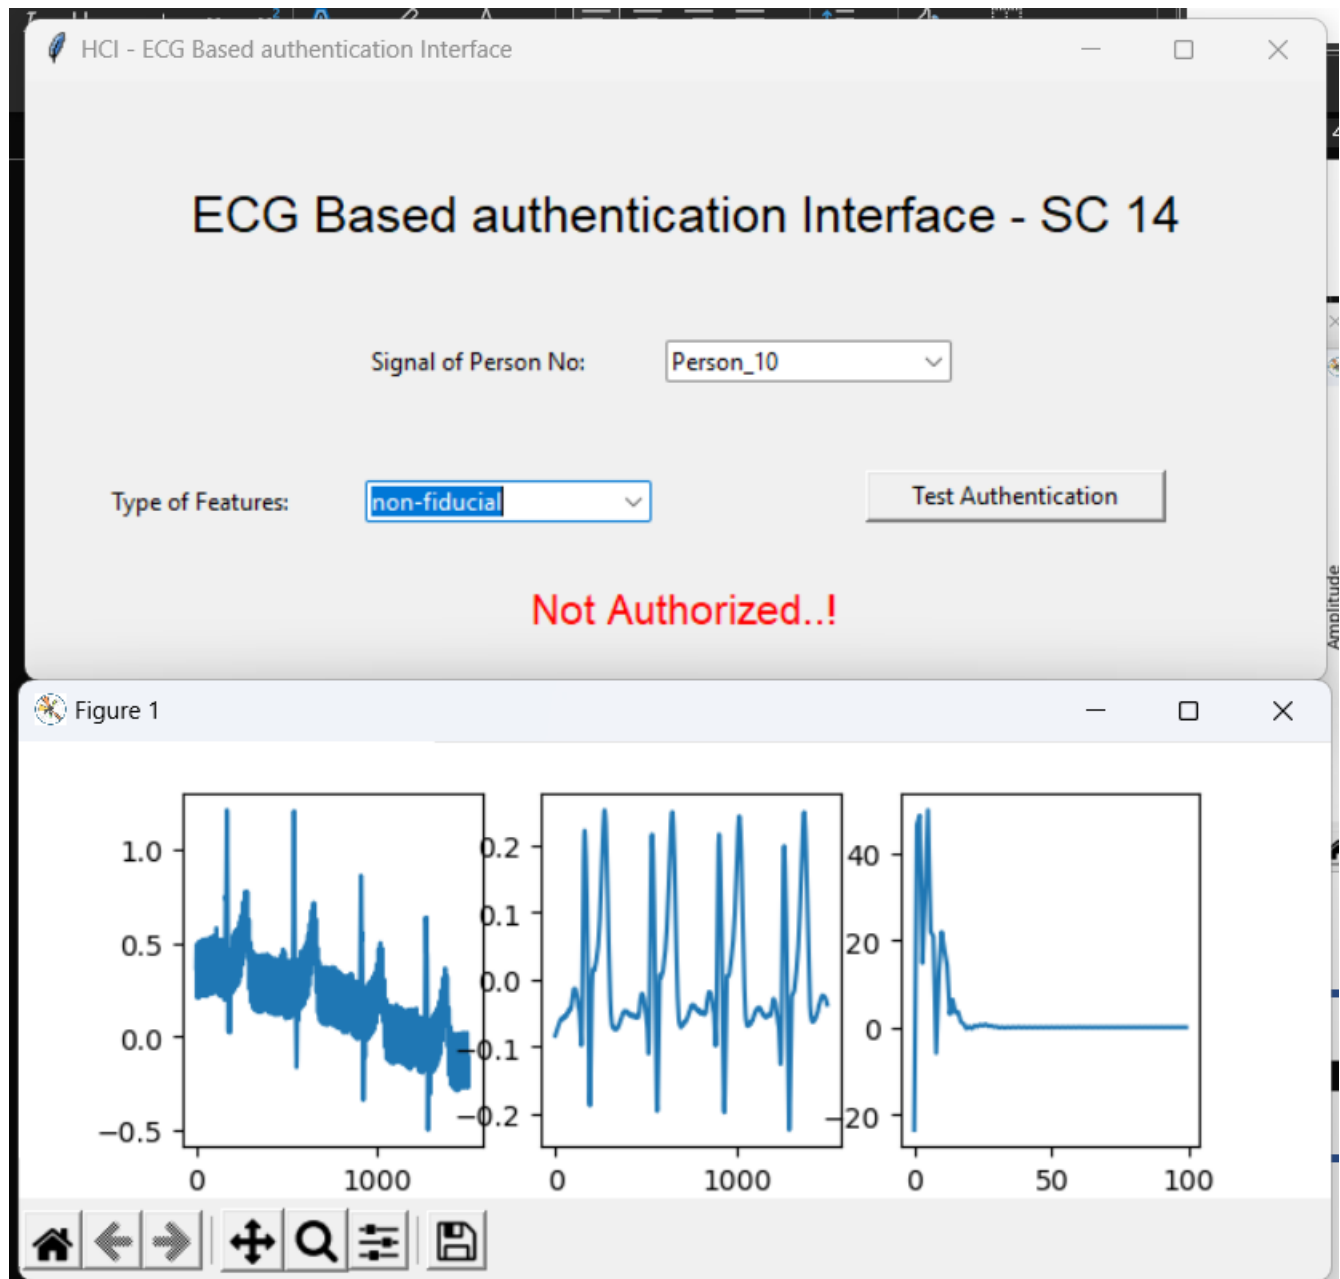 HCI - ECG Based authentication Interface
ECG Based authentication Interface - SC 14
Signal of Person No:
Person_10
Type of Features:
non-fiducial
Test Authentication
Not Authorized..!
Amplitude
Figure 1
1.0
0.5
0.0
−0.5
0
1000
0.2
0.1
0.0
−0.1
−0.2
0
1000
40
20
0
−20
0
50
100